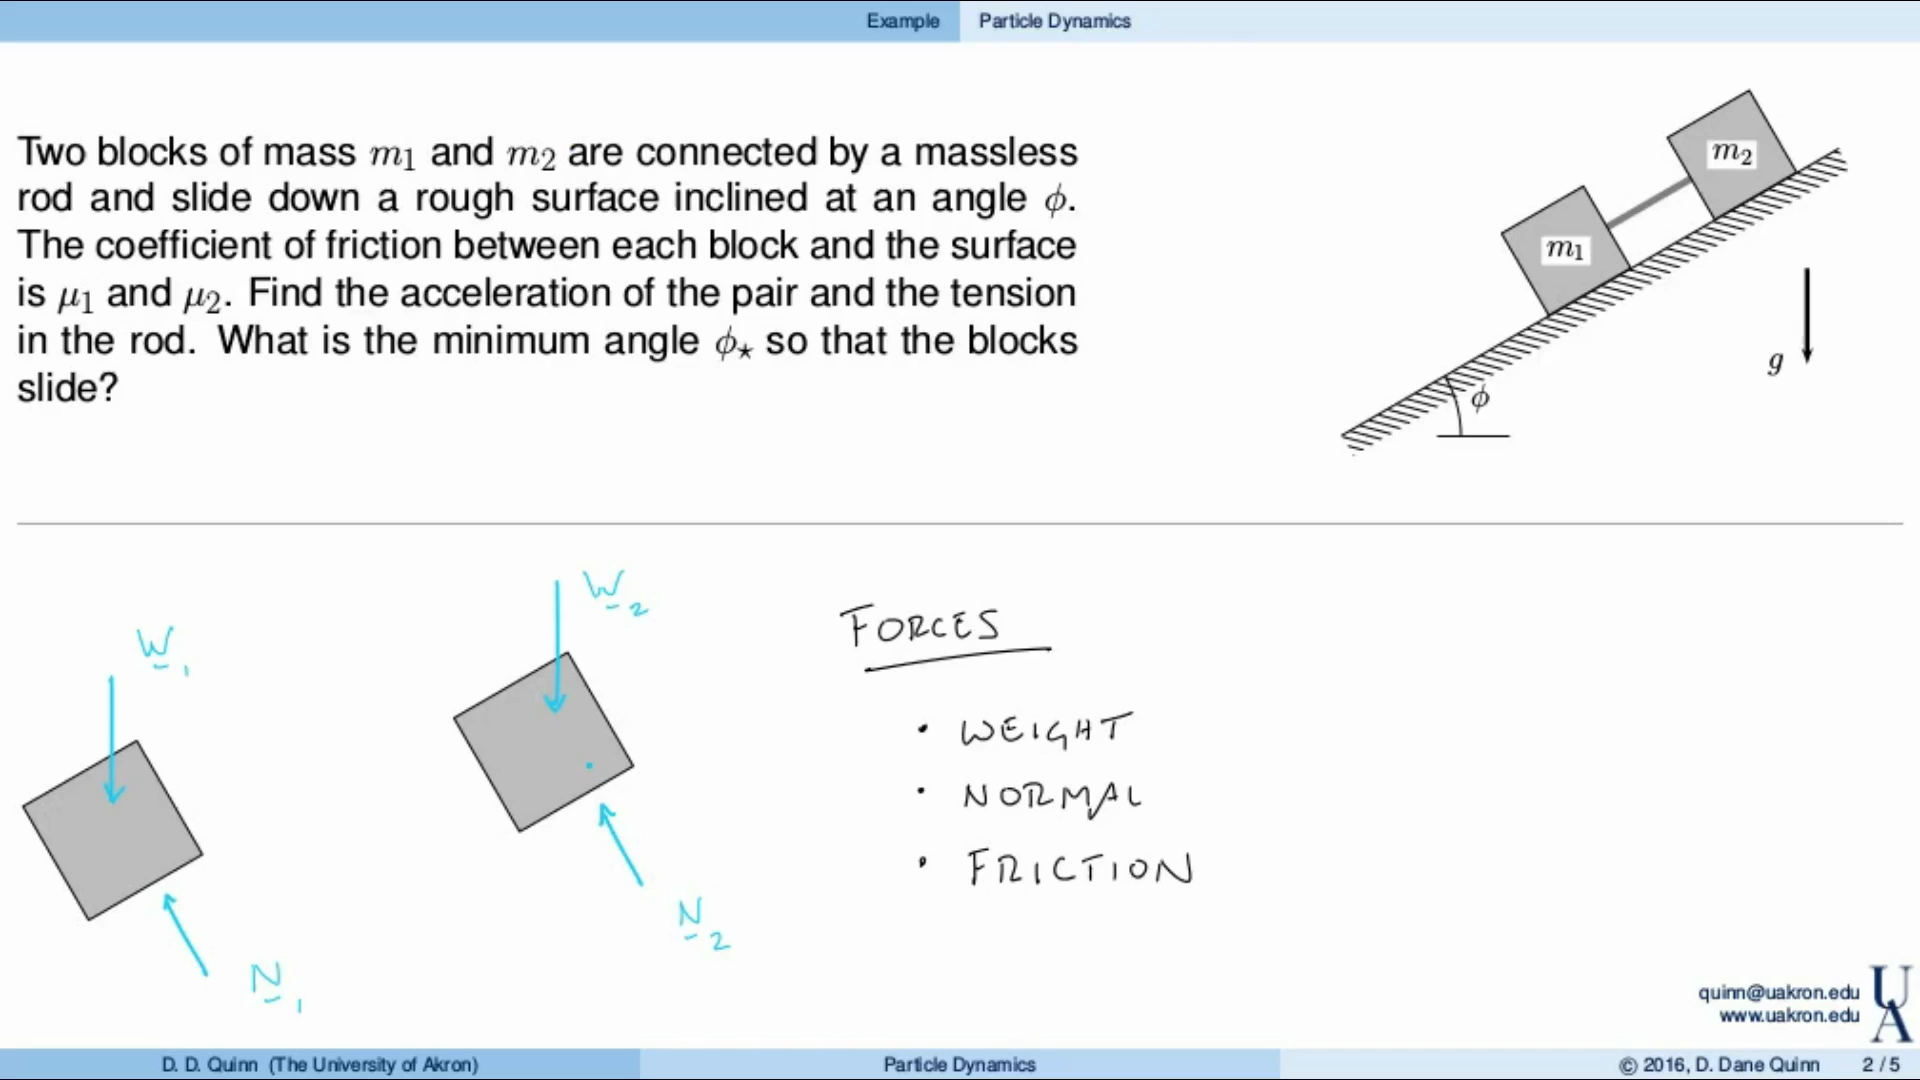 Example Particle Dynamics
Two blocks of mass m₁ and m₂ are connected by a massless
rod and slide down a rough surface inclined at an angle ϕ.
The coefficient of friction between each block and the surface
is μ₁ and μ₂. Find the acceleration of the pair and the tension
in the rod. What is the minimum angle ϕ⋆ so that the blocks
slide?
m₂
m₁
g
ϕ
W₂
W₁
FORCES
• WEIGHT
• NORMAL
• FRICTION
N₂
N₁
quinn@uakron.edu
www.uakron.edu
UA
D. D. Quinn (The University of Akron) Particle Dynamics © 2016, D. Dane Quinn 2 / 5